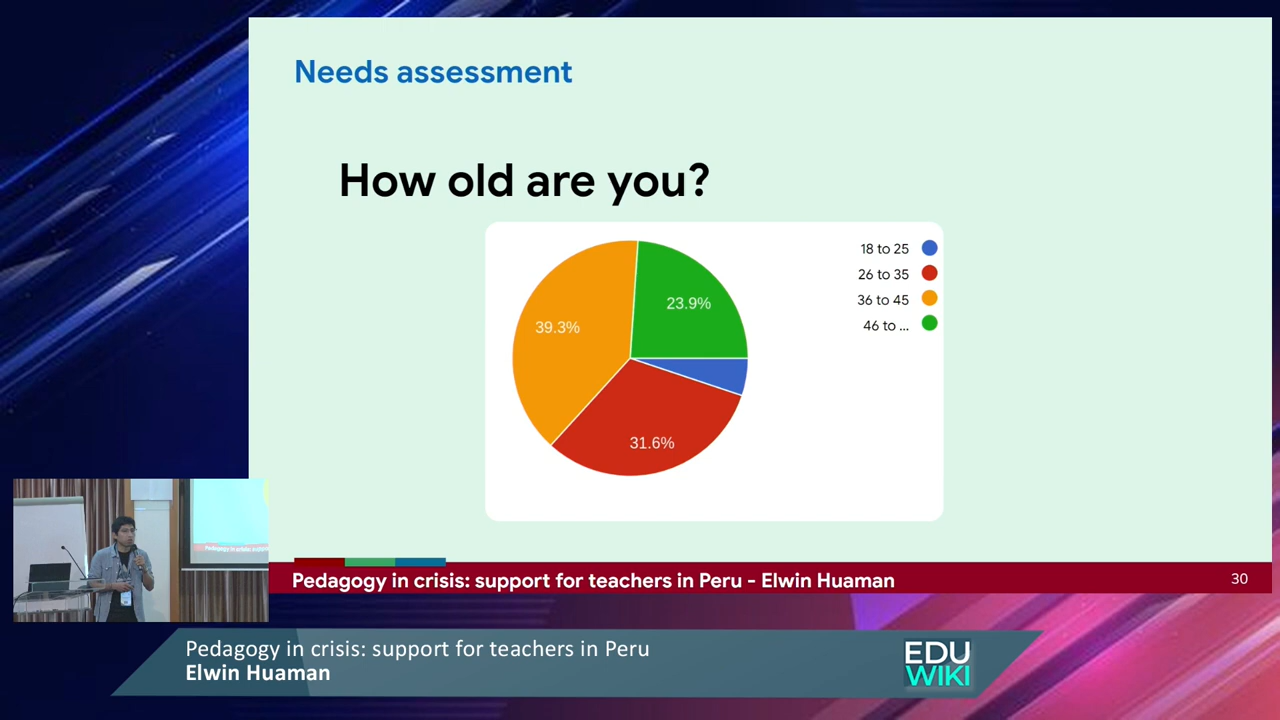 Needs assessment
How old are you?
18 to 25
26 to 35
36 to 45
46 to ...
23.9%
39.3%
31.6%
Pedagogy in crisis: support for teachers in Peru - Elwin Huaman
30
Pedagogy in crisis: support for teachers in Peru
Elwin Huaman
EDU
WIKI